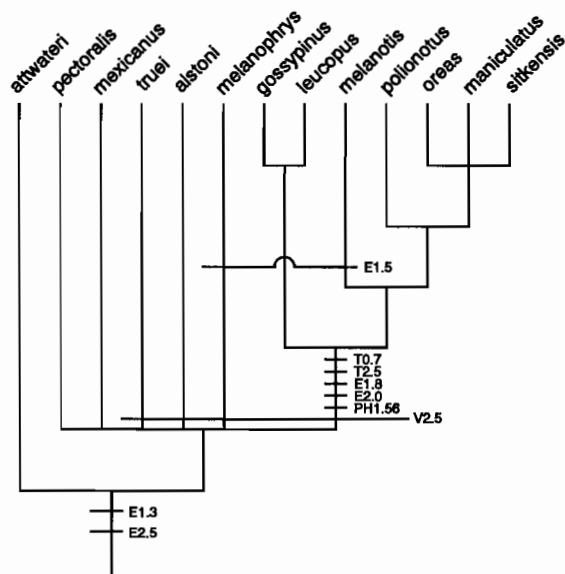 attwateri
pectoralis
mexicanus
truei
alstoni
melanophrys
gossypinus
leucopus
melanotis
polionotus
oreas
maniculatus
sitkensis
E1.5
T0.7
T2.5
E1.8
E2.0
PH1.56
V2.5
E1.3
E2.5